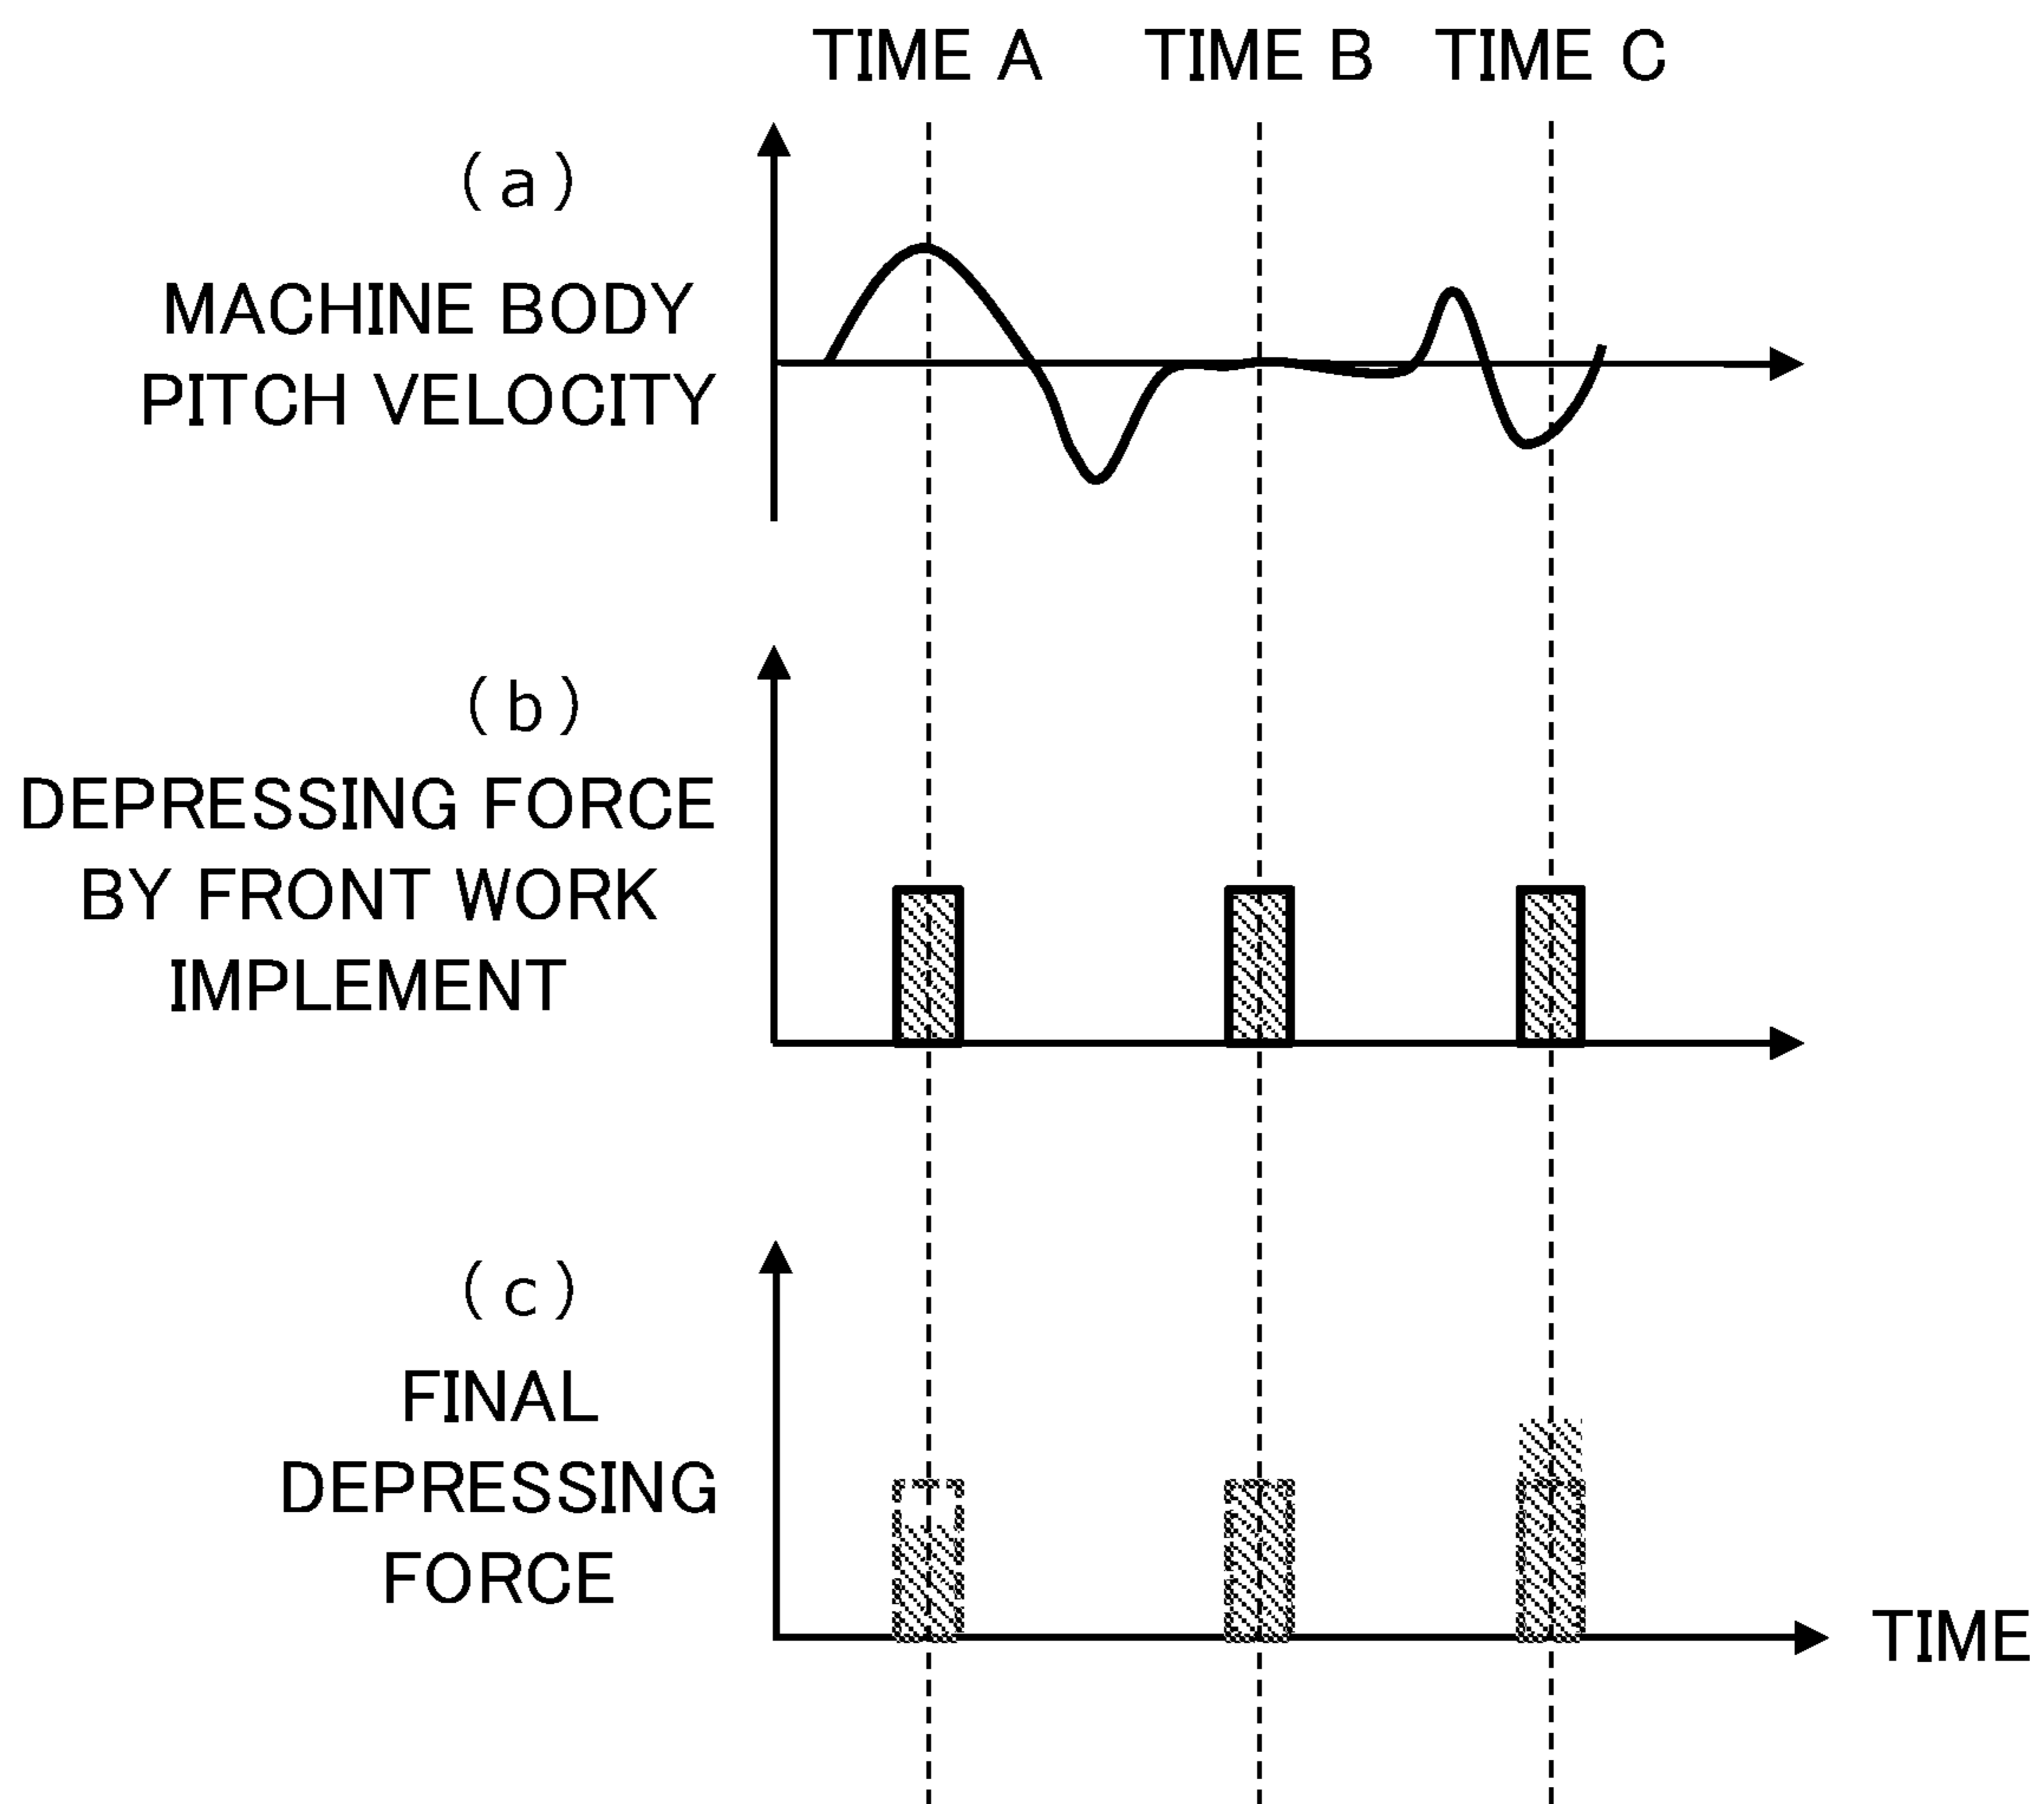 TIME A TIME B TIME C
(a)
MACHINE BODY
PITCH VELOCITY
(b)
DEPRESSING FORCE
BY FRONT WORK
IMPLEMENT
(c)
FINAL
DEPRESSING
FORCE
TIME